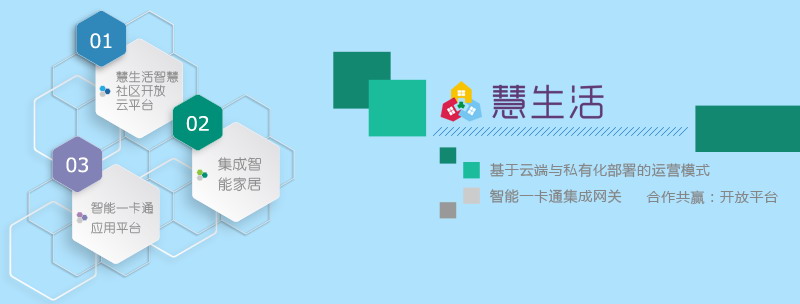 01
慧生活智慧
社区开放
云平台
02
集成智
能家居
03
智能一卡通
应用平台
慧生活
基于云端与私有化部署的运营模式
智能一卡通集成网关 合作共赢：开放平台